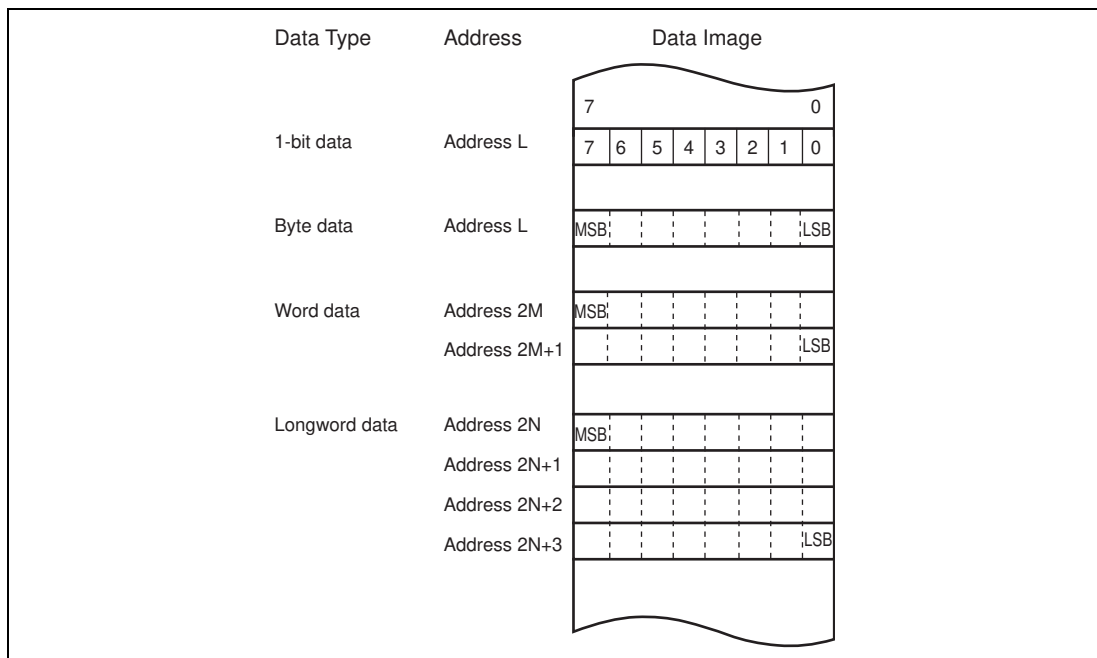 Data Type Address Data Image
7 0
1-bit data Address L 7 6 5 4 3 2 1 0
Byte data Address L MSB LSB
Word data Address 2M MSB
Address 2M+1 LSB
Longword data Address 2N MSB
Address 2N+1
Address 2N+2
Address 2N+3 LSB